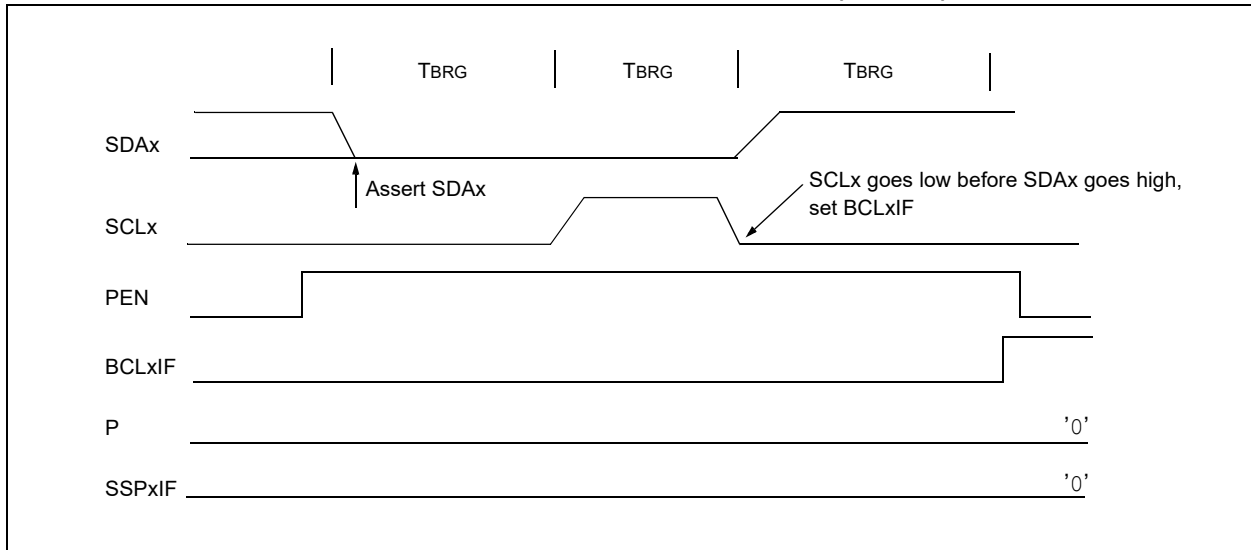 TBRG TBRG TBRG
SDAx
Assert SDAx
SCLx goes low before SDAx goes high,
set BCLxIF
SCLx
PEN
BCLxIF
P '0'
SSPxIF '0'